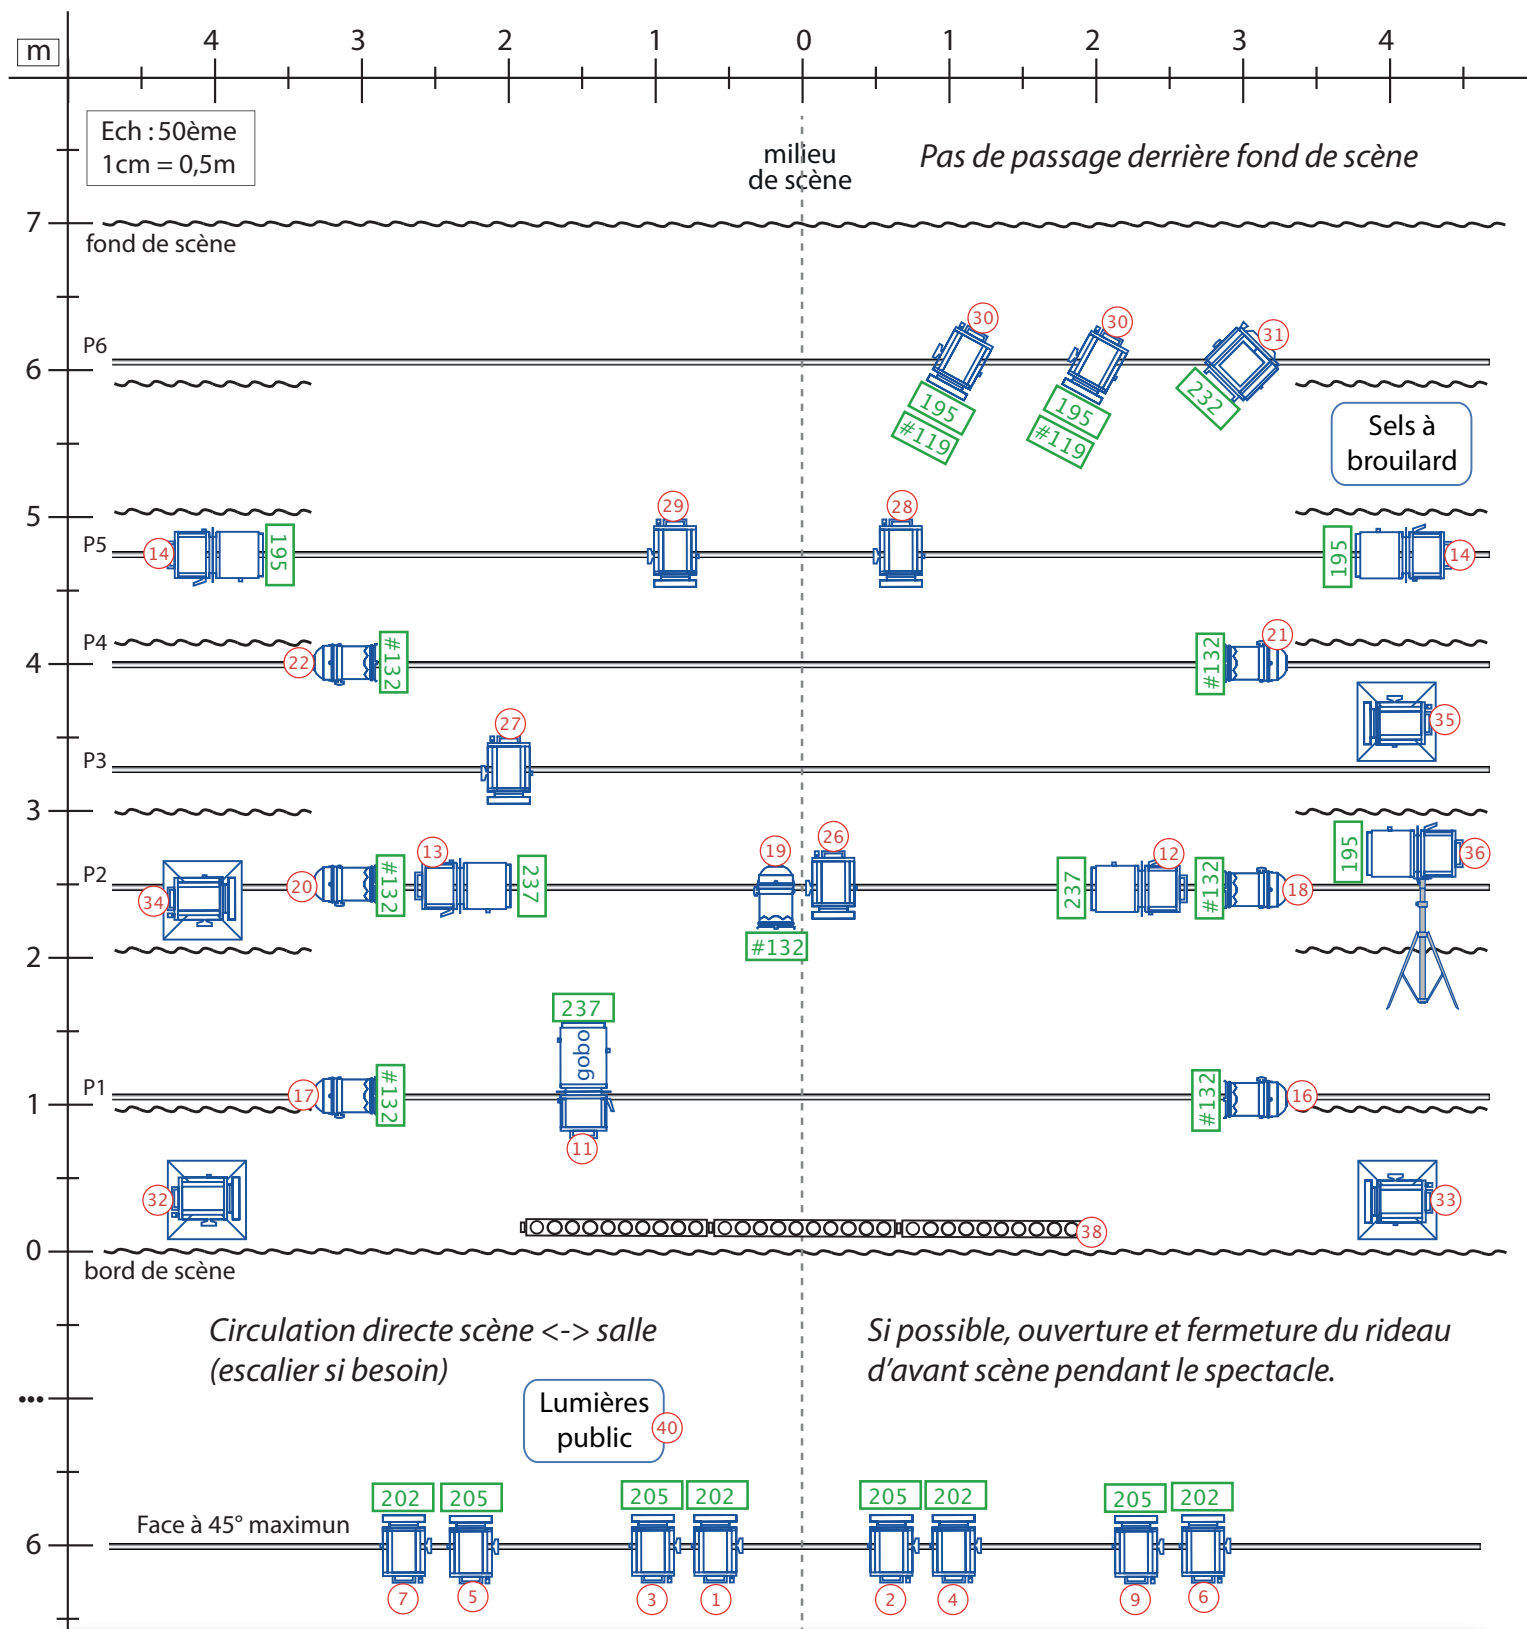 m
4 3 2 1 0 1 2 3 4
Ech : 50ème
1cm = 0,5m
milieu
de scène
Pas de passage derrière fond de scène
7
fond de scène
30 30 31
P6
6
195 195 232
#119 #119
Sels à
brouilard
5
29 28
P5
14 195 195 14
P4
4
22 #132 #132 21
35
27
P3
3
13 19 26 12 195 36
P2
34 20 #132 237 237 #132 18
#132
2
237
gobo
P1
1
17 #132 #132 16
11
32 33
38
0
bord de scène
Circulation directe scène <-> salle
(escalier si besoin)
Si possible, ouverture et fermeture du rideau
d'avant scène pendant le spectacle.
•••
Lumières
public
40
202 205 205 202 205 202 205 202
Face à 45° maximun
6
7 5 3 1 2 4 9 6